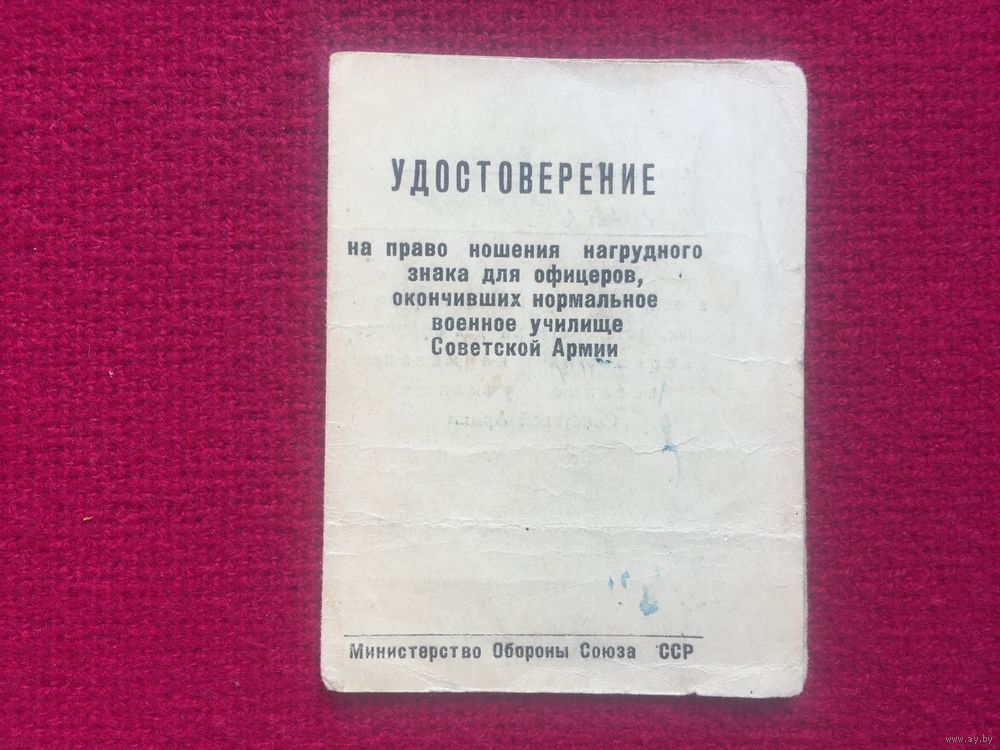 УДОСТОВЕРЕНИЕ
на право ношения нагрудного
знака для офицеров,
окончивших нормальное
военное училище
Советской Армии
Министерство Обороны Союза ССР
www.ay.by